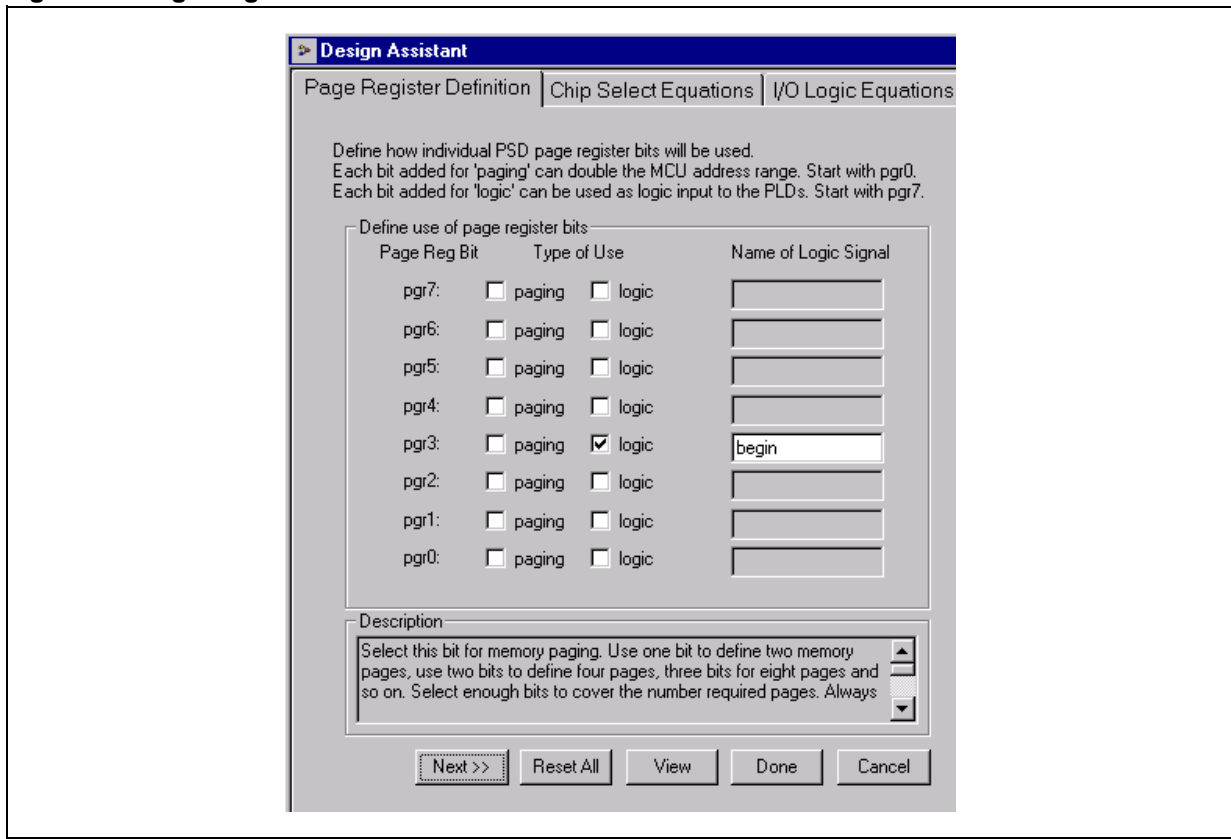 Design Assistant
Page Register Definition Chip Select Equations I/O Logic Equations
Define how individual PSD page register bits will be used.
Each bit added for 'paging' can double the MCU address range. Start with pgr0.
Each bit added for 'logic' can be used as logic input to the PLDs. Start with pgr7.
Define use of page register bits
Page Reg Bit Type of Use Name of Logic Signal
pgr7: paging logic
pgr6: paging logic
pgr5: paging logic
pgr4: paging logic
pgr3: paging logic begin
pgr2: paging logic
pgr1: paging logic
pgr0: paging logic
Description
Select this bit for memory paging. Use one bit to define two memory
pages, use two bits to define four pages, three bits for eight pages and
so on. Select enough bits to cover the number required pages. Always
Next >> Reset All View Done Cancel